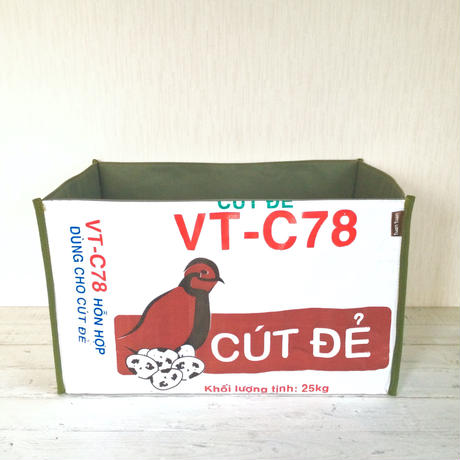 CÚT ĐẺ
VT-C78
VT-C78 HỖN HỢP
DÙNG CHO CÚT ĐẺ
CÚT ĐẺ
Khối lượng tịnh: 25kg